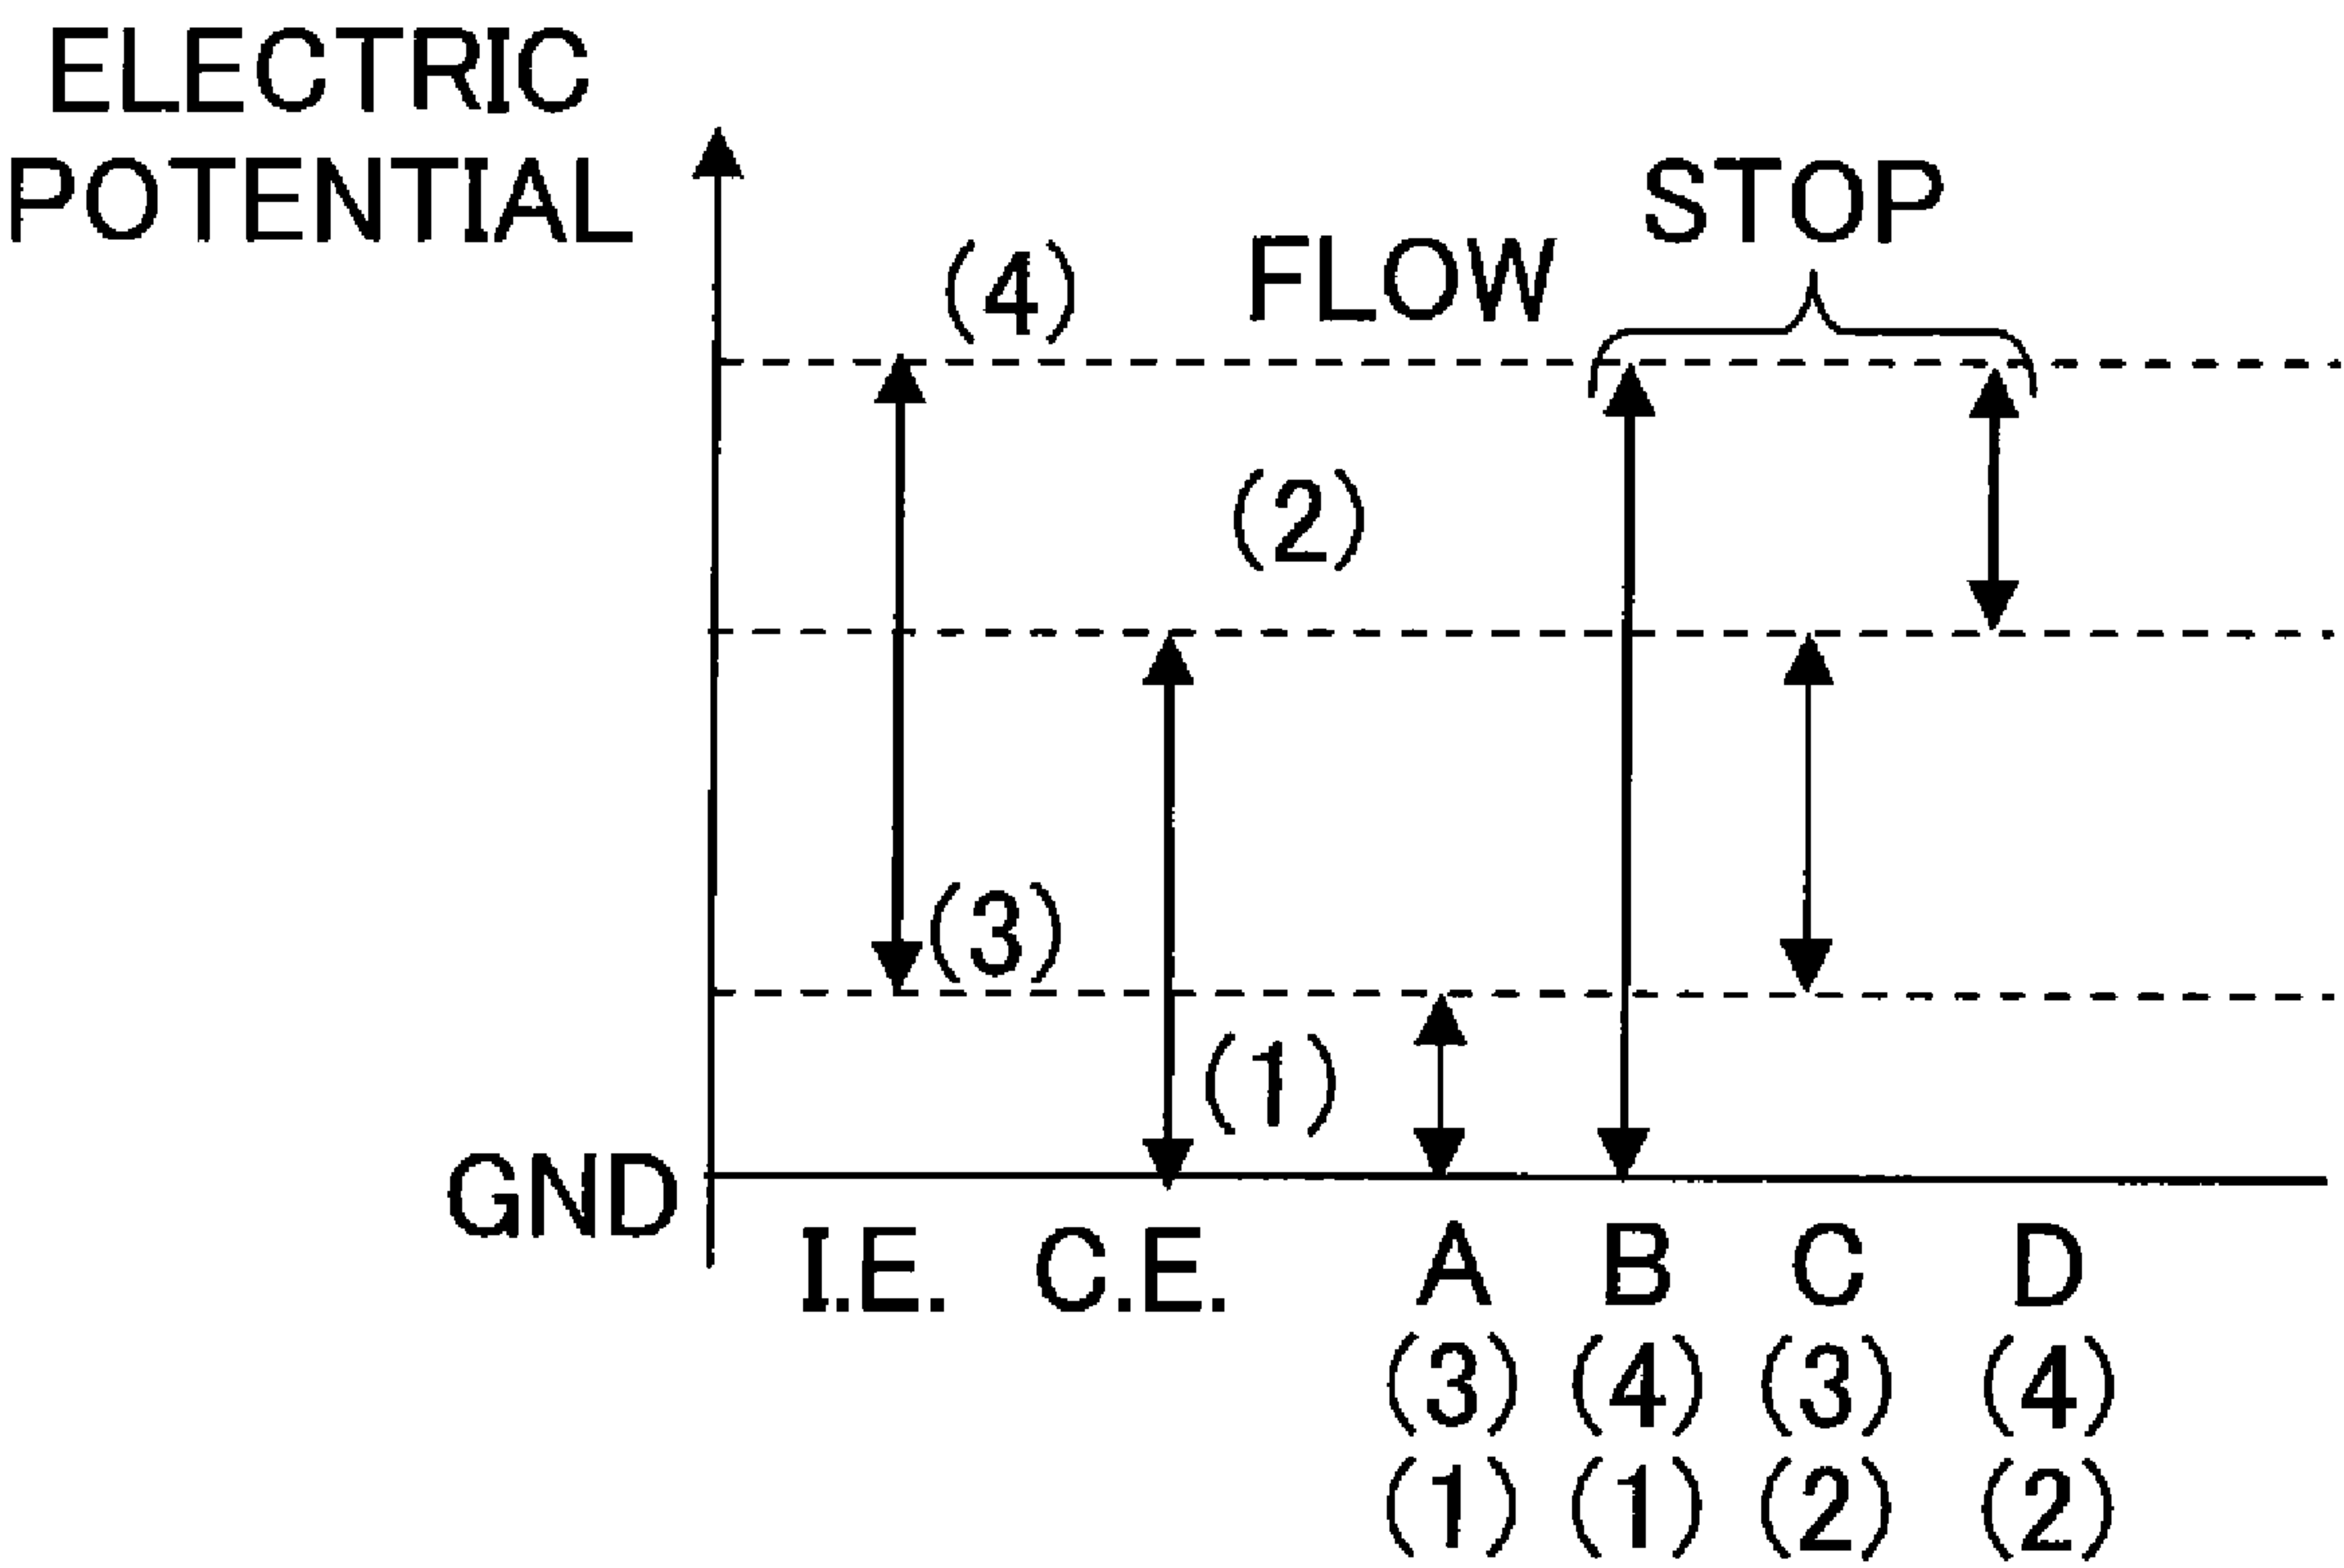 ELECTRIC
POTENTIAL
STOP
FLOW
(4)
(2)
(3)
(1)
GND
I.E. C.E. A B C D
(3) (4) (3) (4)
(1) (1) (2) (2)